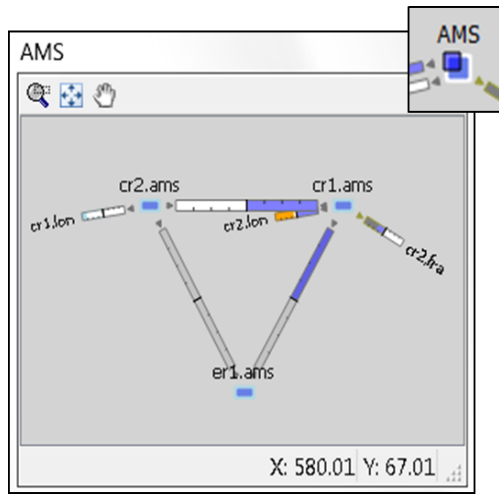 AMS
AMS
cr2.ams
cr1.ams
cr1.lon
cr2.lon
cr2.fra
er1.ams
X: 580.01 Y: 67.01